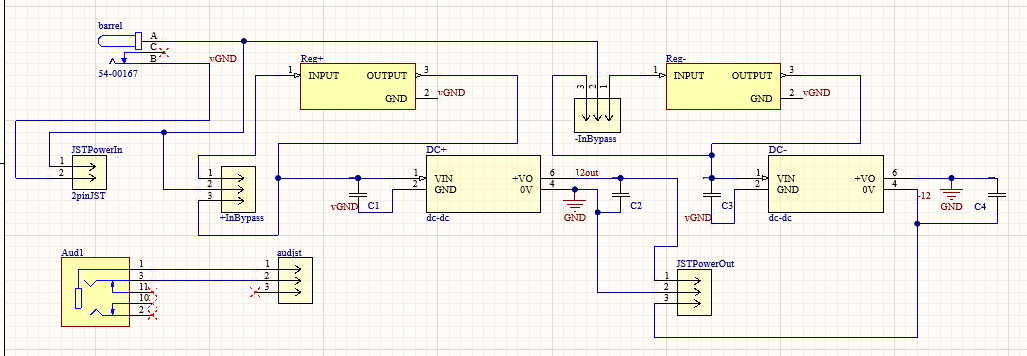 barrel
A
C
B
vGND
54-00167
Reg+
1 INPUT OUTPUT 3
GND 2 vGND
3 2 1
-InBypass
Reg-
1 INPUT OUTPUT 3
GND 2 vGND
JSTPowerIn
1
2
2pinJST
1
2
3
+InBypass
vGND C1
DC+
1 VIN +VO 6
2 GND 0V 4
dc-dc
12out
GND
C2
vGND C3
DC-
1 VIN +VO 6
2 GND 0V 4
dc-dc
-12
GND
C4
Aud1
1
3
11
10
2
audjst
1
2
3
JSTPowerOut
1
2
3